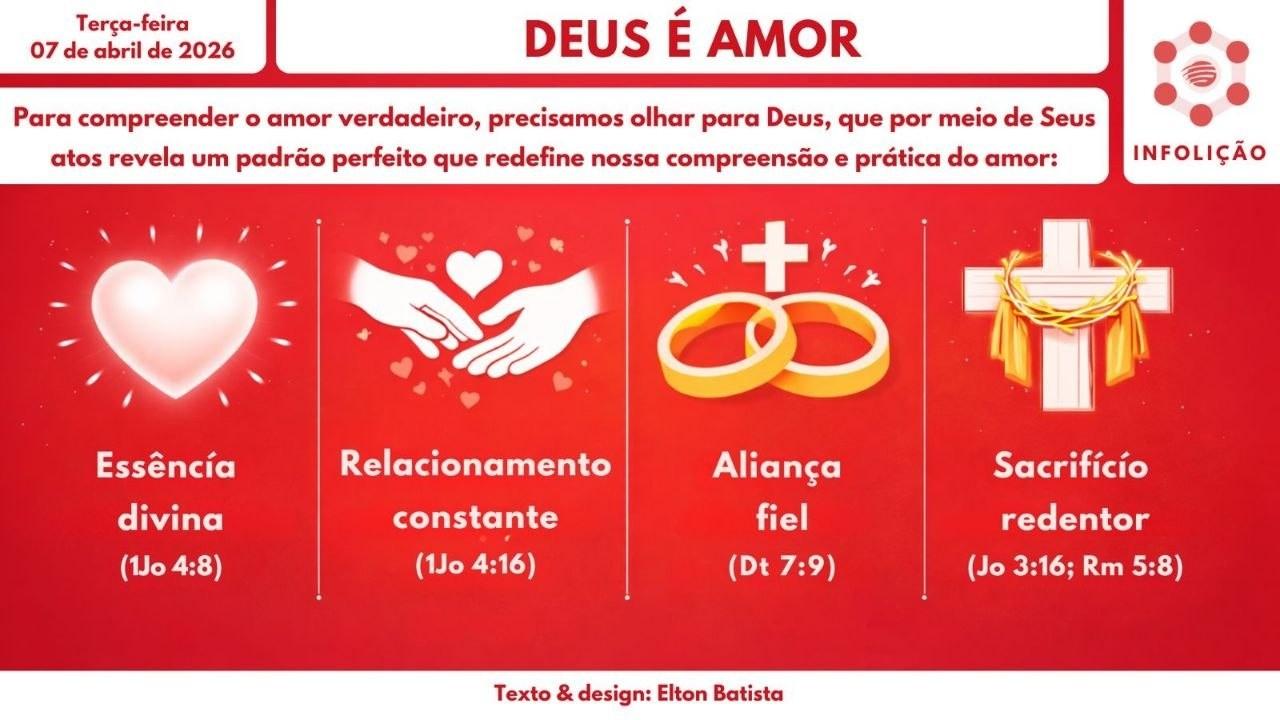 Terça-feira
07 de abril de 2026
DEUS É AMOR
Para compreender o amor verdadeiro, precisamos olhar para Deus, que por meio de Seus
atos revela um padrão perfeito que redefine nossa compreensão e prática do amor:
INFOLIÇÃO
Essêncía
divina
(1Jo 4:8)
Relacionamento
constante
(1Jo 4:16)
Aliança
fiel
(Dt 7:9)
Sacrifícío
redentor
(Jo 3:16; Rm 5:8)
Texto & design: Elton Batista